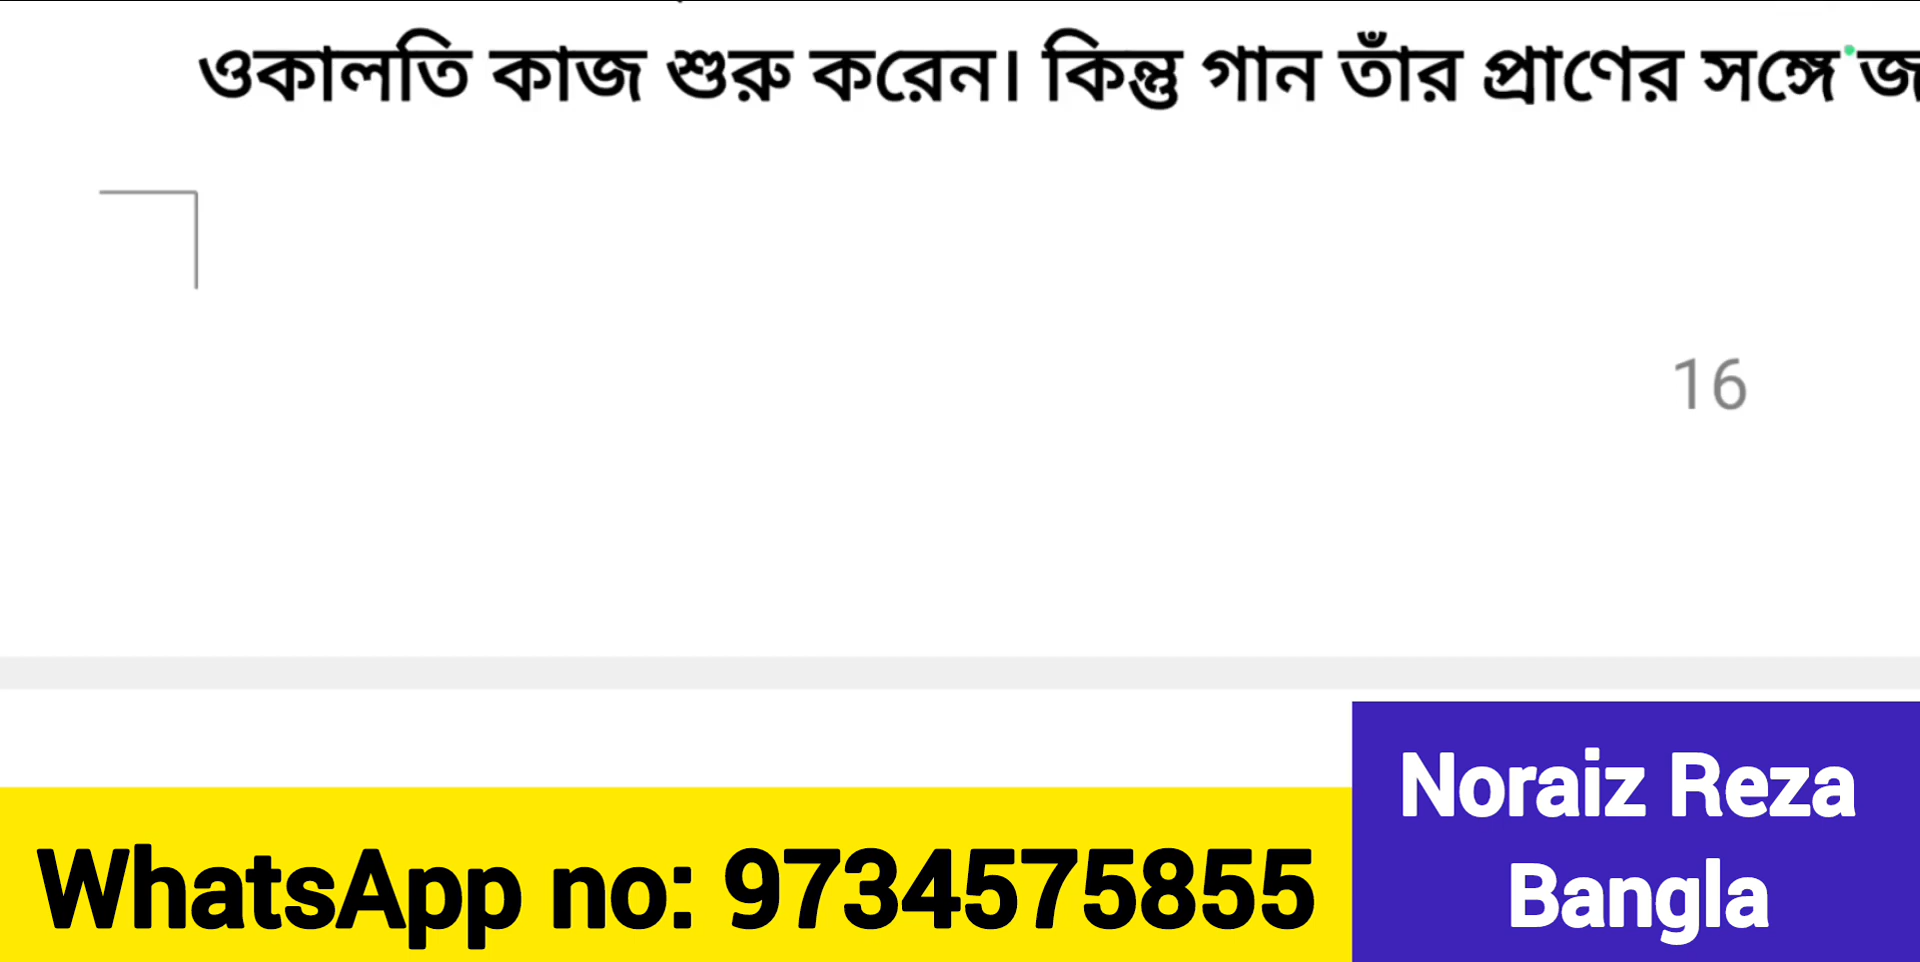 ওকালতি কাজ শুরু করেন। কিন্তু গান তাঁর প্রাণের সঙ্গে
16
Noraiz Reza
Bangla
WhatsApp no: 9734575855